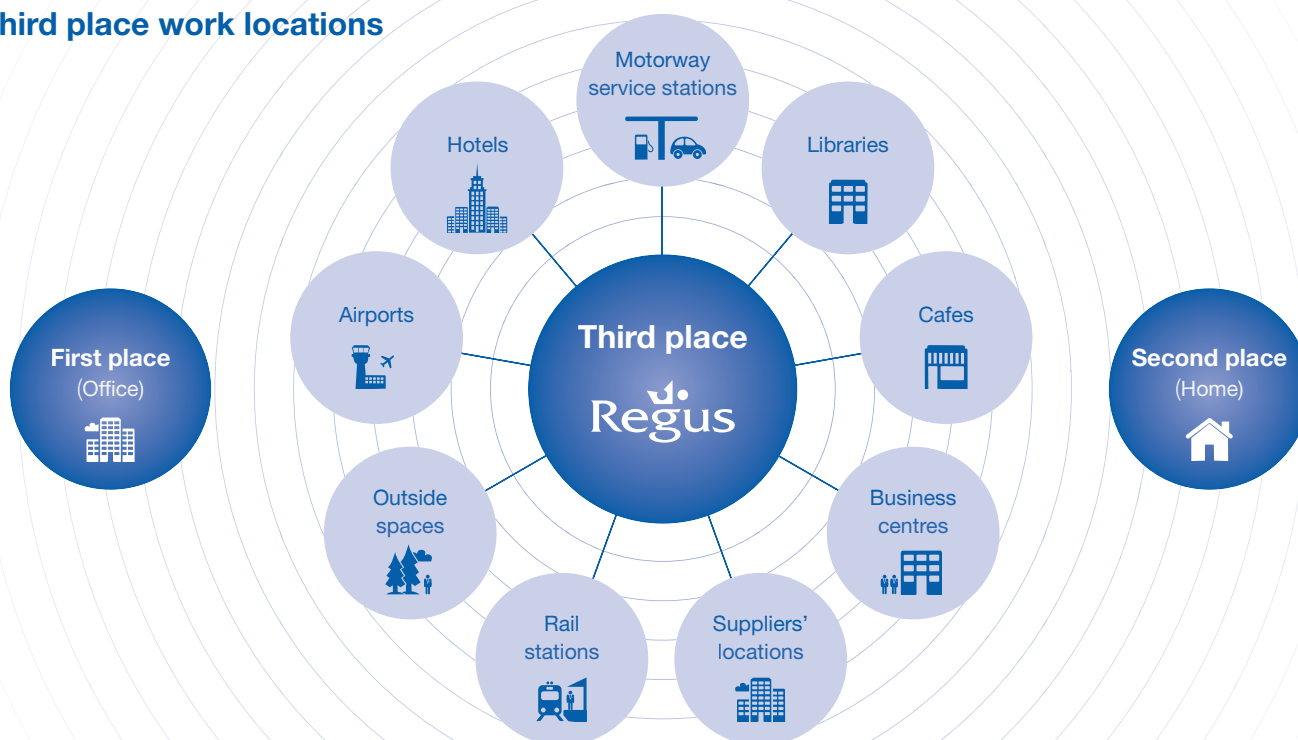 hird place work locations
Motorway
service stations
Hotels
Libraries
Airports
Cafes
Third place
Regus
First place
(Office)
Second place
(Home)
Outside
spaces
Business
centres
Rail
stations
Suppliers’
locations